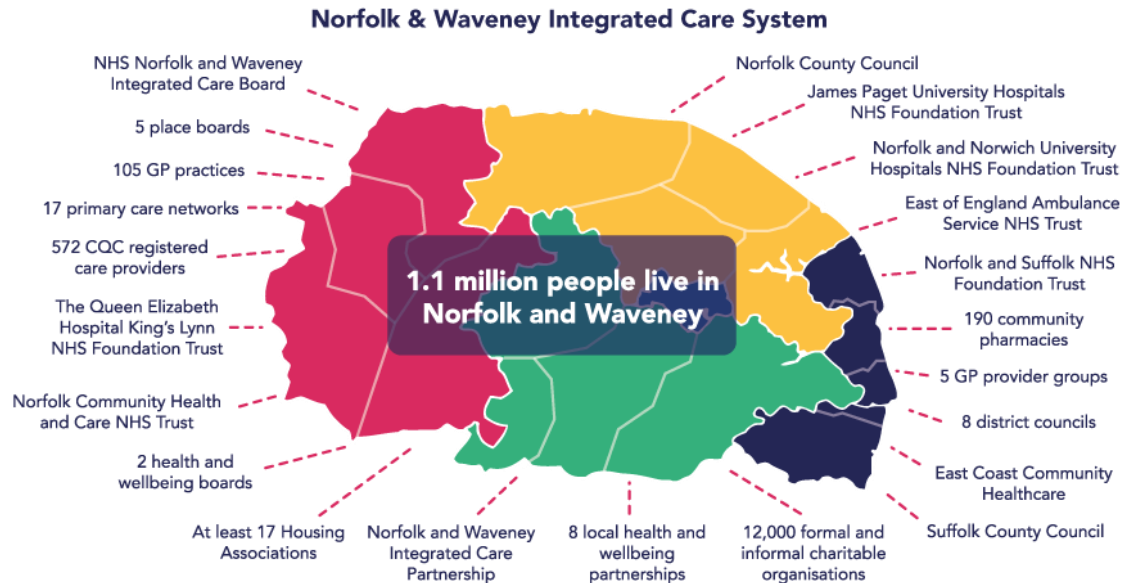 Norfolk & Waveney Integrated Care System
NHS Norfolk and Waveney
Integrated Care Board
5 place boards
105 GP practices
17 primary care networks
572 CQC registered
care providers
The Queen Elizabeth
Hospital King's Lynn
NHS Foundation Trust
Norfolk Community Health
and Care NHS Trust
2 health and
wellbeing boards
At least 17 Housing
Associations
Norfolk and Waveney
Integrated Care
Partnership
8 local health and
wellbeing
partnerships
12,000 formal and
informal charitable
organisations
1.1 million people live in
Norfolk and Waveney
Norfolk County Council
James Paget University Hospitals
NHS Foundation Trust
Norfolk and Norwich University
Hospitals NHS Foundation Trust
East of England Ambulance
Service NHS Trust
Norfolk and Suffolk NHS
Foundation Trust
190 community
pharmacies
5 GP provider groups
8 district councils
East Coast Community
Healthcare
Suffolk County Council